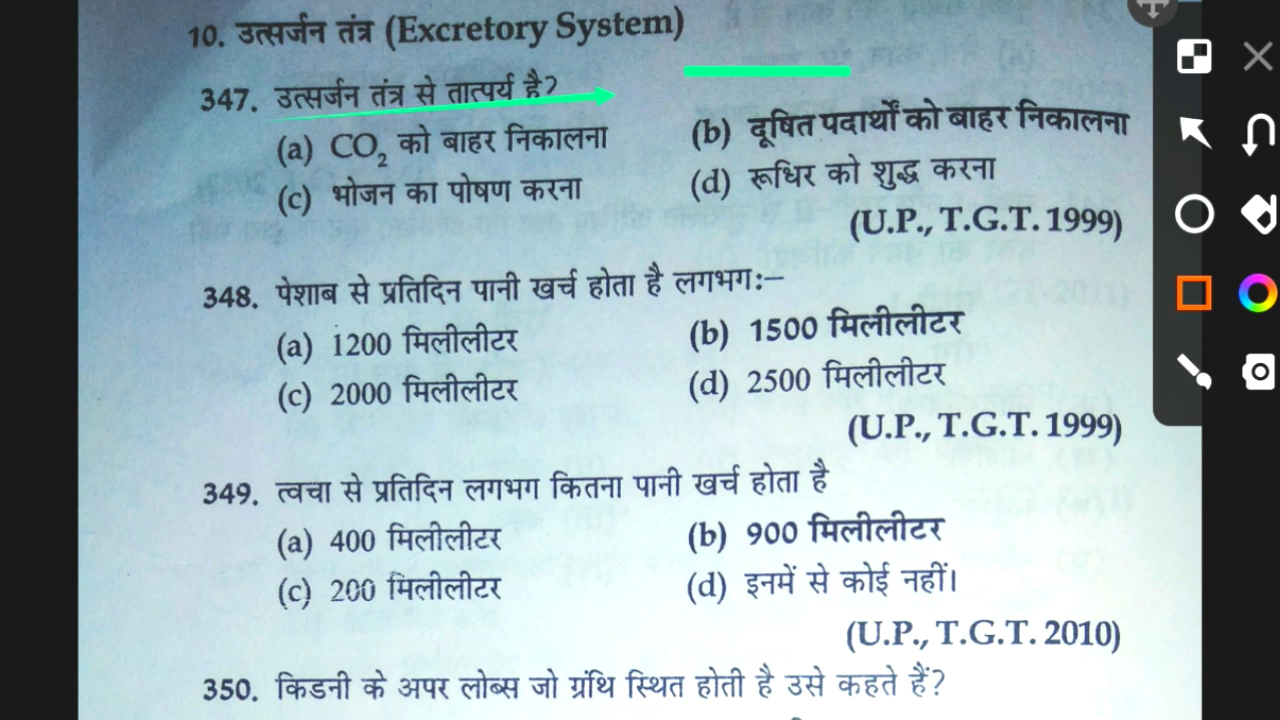 10. उत्सर्जन तंत्र (Excretory System)
347. उत्सर्जन तंत्र से तात्पर्य है?
(a) CO₂ को बाहर निकालना (b) दूषित पदार्थों को बाहर निकालना
(c) भोजन का पोषण करना (d) रूधिर को शुद्ध करना
(U.P., T.G.T. 1999)
348. पेशाब से प्रतिदिन पानी खर्च होता है लगभग:–
(a) 1200 मिलीलीटर (b) 1500 मिलीलीटर
(c) 2000 मिलीलीटर (d) 2500 मिलीलीटर
(U.P., T.G.T. 1999)
349. त्वचा से प्रतिदिन लगभग कितना पानी खर्च होता है
(a) 400 मिलीलीटर (b) 900 मिलीलीटर
(c) 200 मिलीलीटर (d) इनमें से कोई नहीं।
(U.P., T.G.T. 2010)
350. किडनी के अपर लोब्स जो ग्रंथि स्थित होती है उसे कहते हैं?